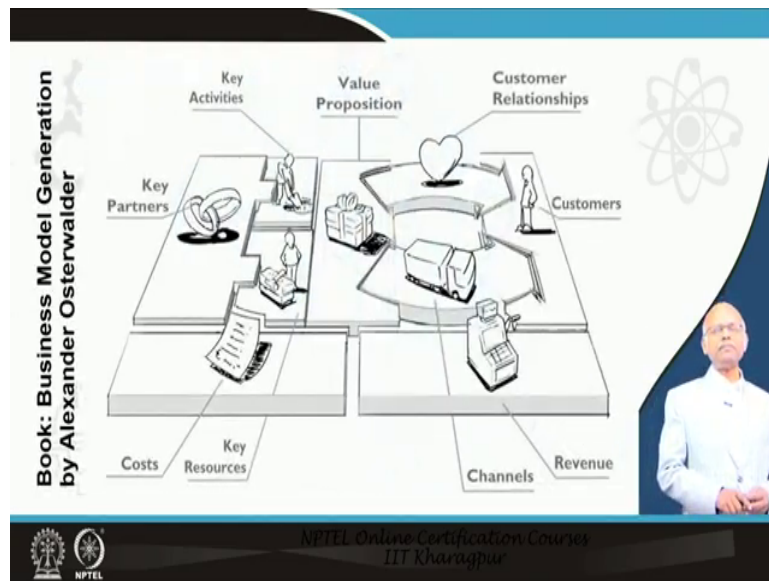 Key
Activities
Value
Proposition
Customer
Relationships
Key
Partners
Customers
Costs
Key
Resources
Channels
Revenue
Book: Business Model Generation
by Alexander Osterwalder
NPTEL
NPTEL Online Certification Courses
IIT Kharagpur